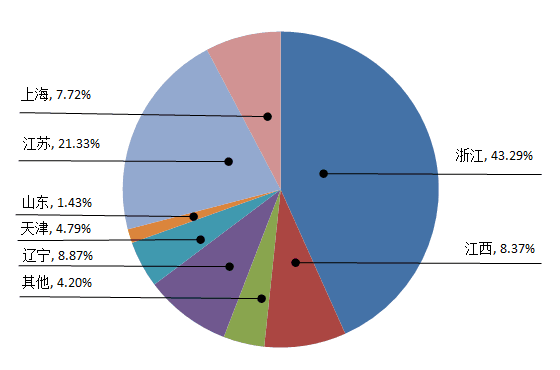 上海, 7.72%
江苏, 21.33%
浙江, 43.29%
山东, 1.43%
天津, 4.79%
江西, 8.37%
辽宁, 8.87%
其他, 4.20%